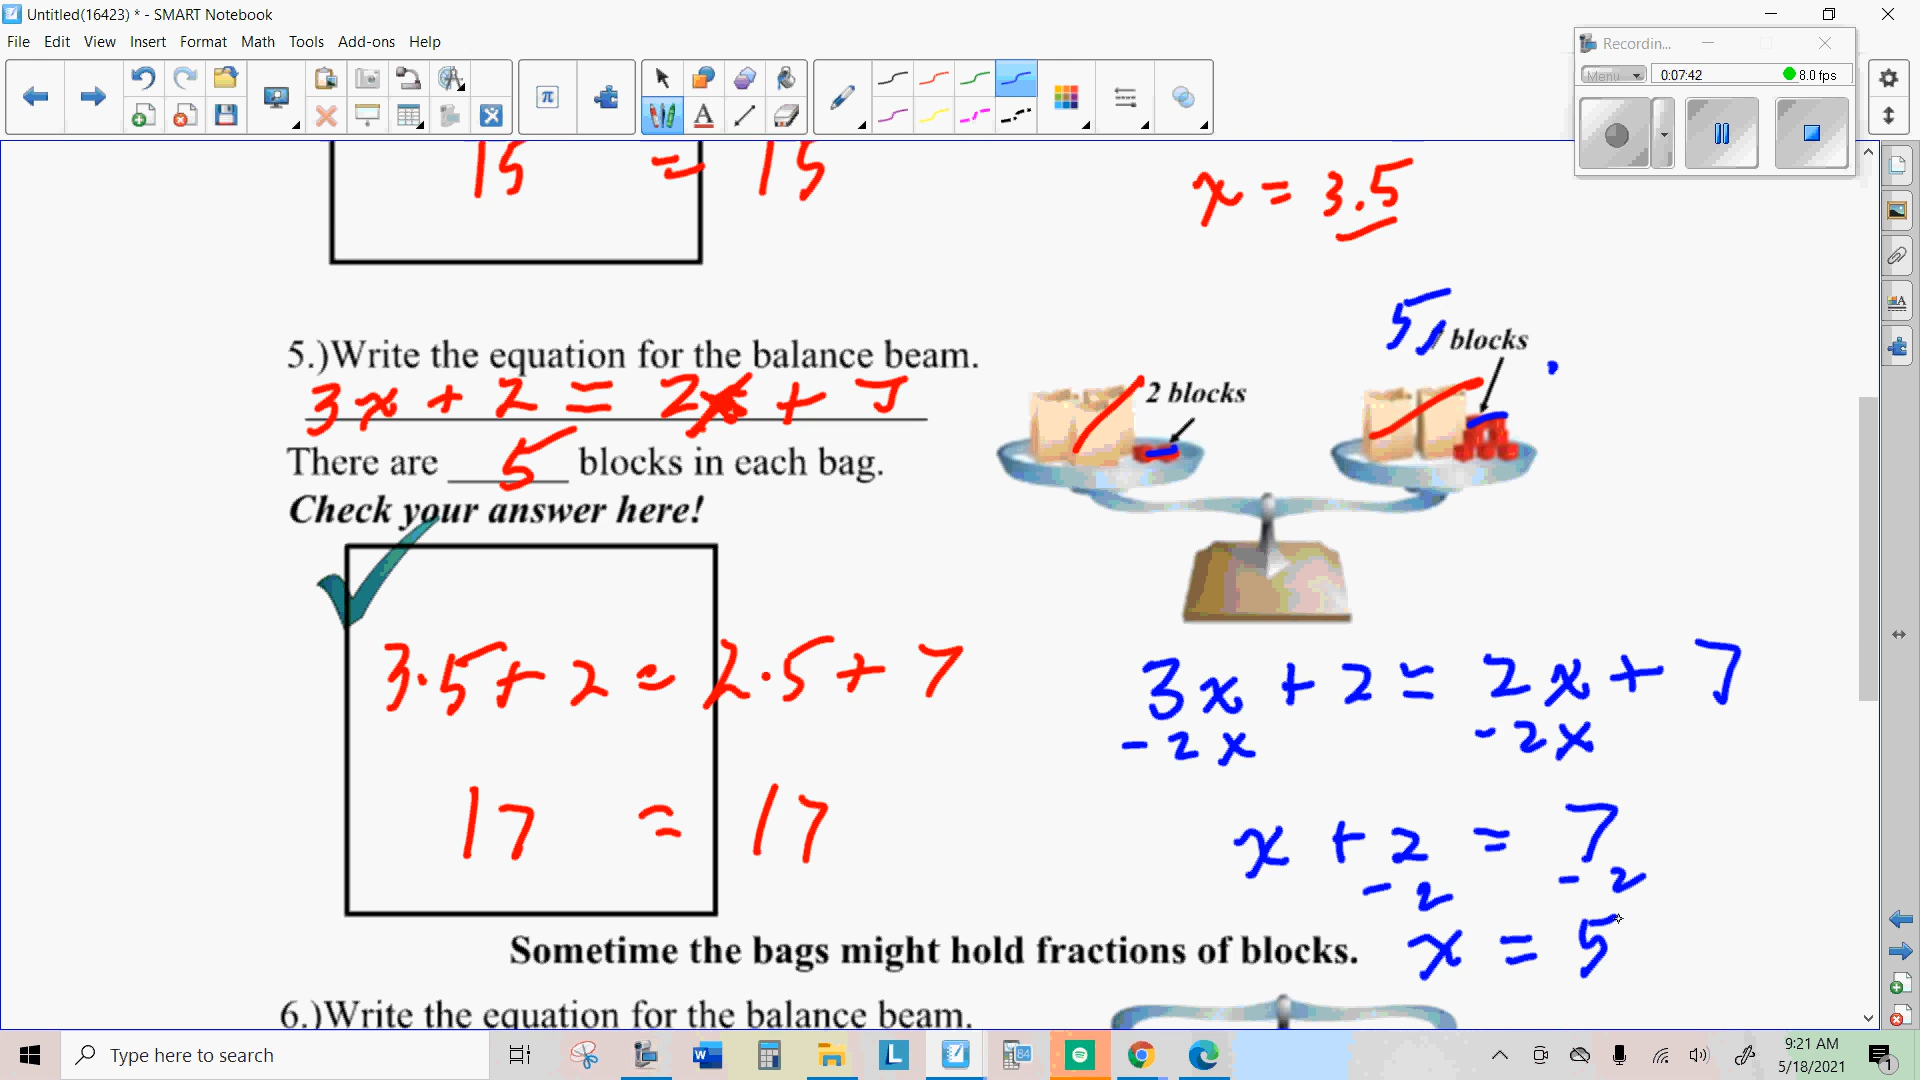 Untitled(16423) * - SMART Notebook
File Edit View Insert Format Math Tools Add-ons Help
Recordin...
Menu 0:07:42 8.0 fps
π A
15 = 15
x = 3.5
5.)Write the equation for the balance beam.
3x + 2 = 2x + 7
There are 5 blocks in each bag.
Check your answer here!
2 blocks
5 blocks
3·5+ 2 = 2·5+ 7
17 = 17
3x + 2 = 2x + 7
- 2x - 2x
x + 2 = 7
- 2 - 2
x = 5
Sometime the bags might hold fractions of blocks.
6.)Write the equation for the balance beam.
Type here to search
W L 84
9:21 AM
5/18/2021
1